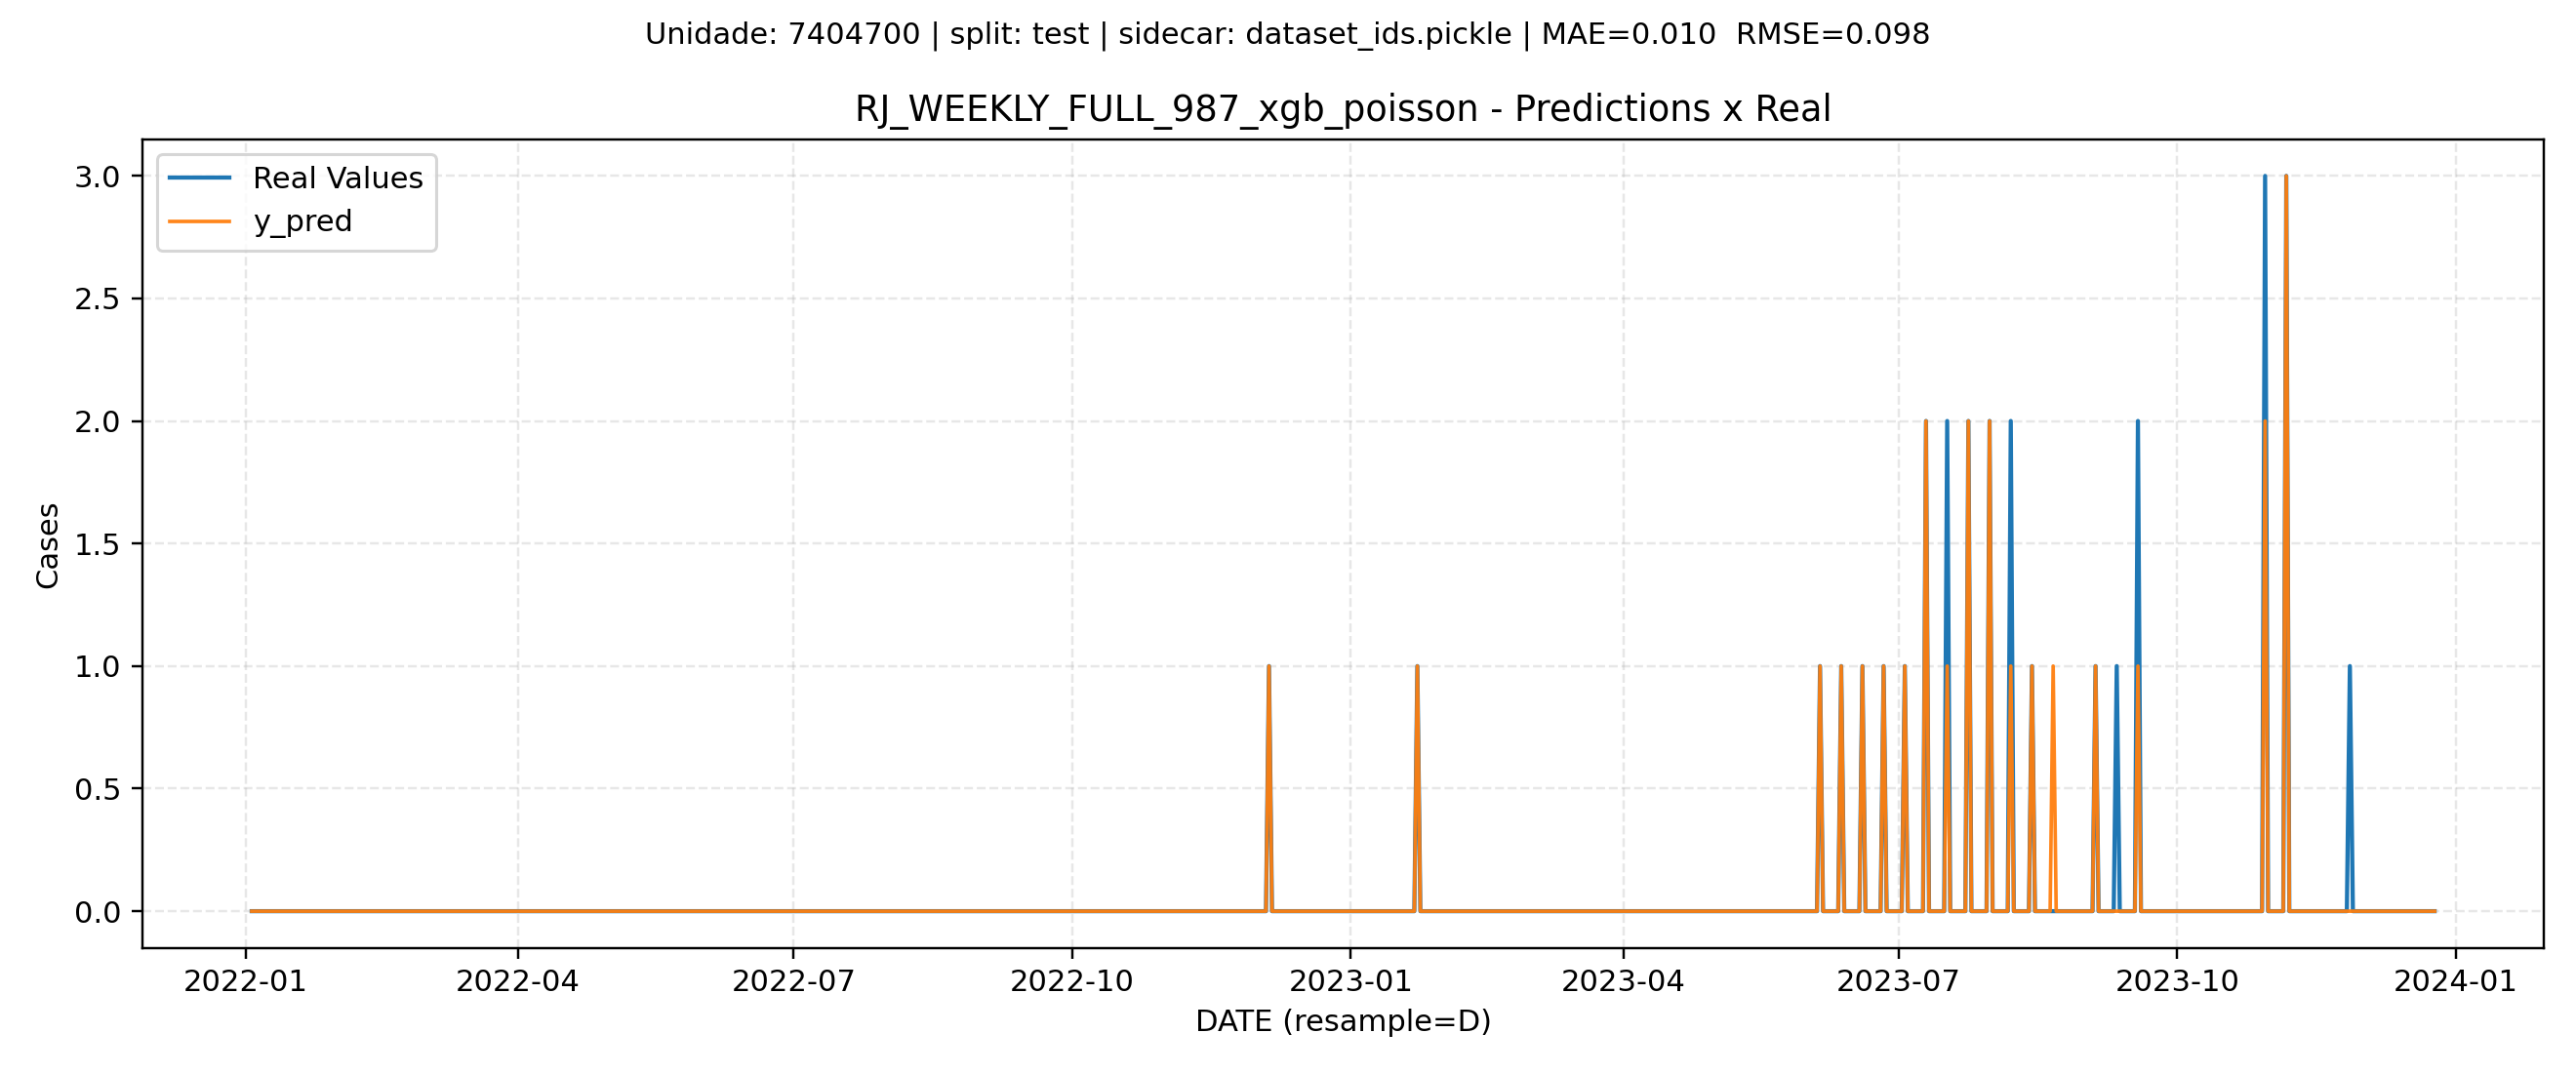 Unidade: 7404700 | split: test | sidecar: dataset_ids.pickle | MAE=0.010  RMSE=0.098
RJ_WEEKLY_FULL_987_xgb_poisson - Predictions x Real
Real Values
y_pred
3.0
2.5
2.0
1.5
1.0
0.5
0.0
Cases
2022-01 2022-04 2022-07 2022-10 2023-01 2023-04 2023-07 2023-10 2024-01
DATE (resample=D)